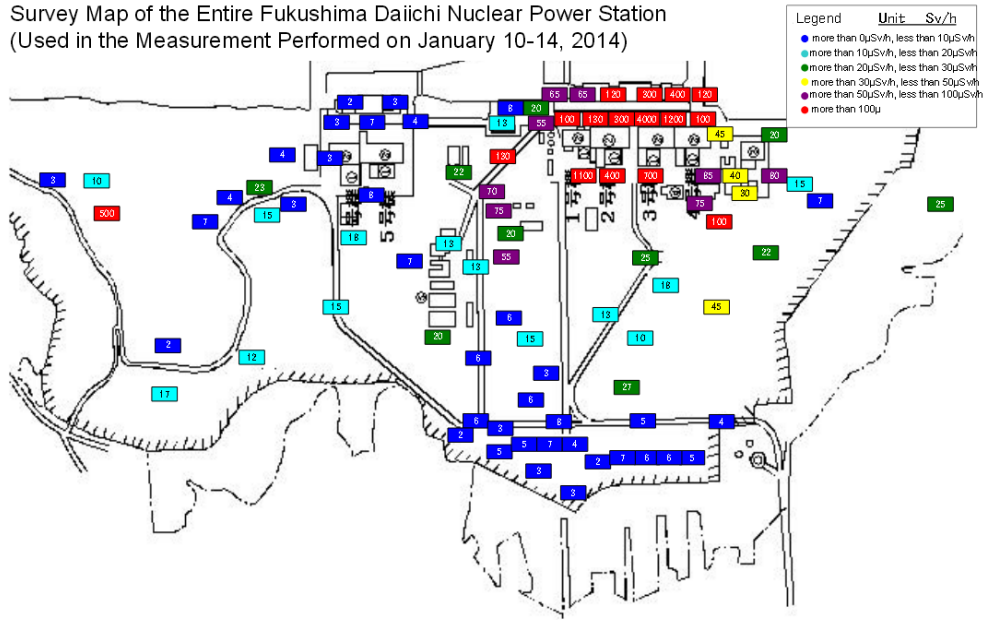 Survey Map of the Entire Fukushima Daiichi Nuclear Power Station
(Used in the Measurement Performed on January 10-14, 2014)
Legend Unit Sv/h
more than 0μSv/h, less than 10μSv/h
more than 10μSv/h, less than 20μSv/h
more than 20μSv/h, less than 30μSv/h
more than 30μSv/h, less than 50μSv/h
more than 50μSv/h, less than 100μSv/h
more than 100μ
65 65 120 300 400 120
2 3 8 20
3 7 4 13 55 100 130 300 4000 1200 100
45 20
4 3 130
22 1100 400 700 85 40 80
3 10 23 8 70 30 15
4 15 3 75 75 7 25
500 7 100
18 13 20
7 13 55 25 22
18
15 6 13 45
2 20 15 10
12 6
17 3 27
6
6 3 8 5 4
2 5 7 4
5 2 7 6 6 5
3
3
5号機
1号機
2号機
3号機